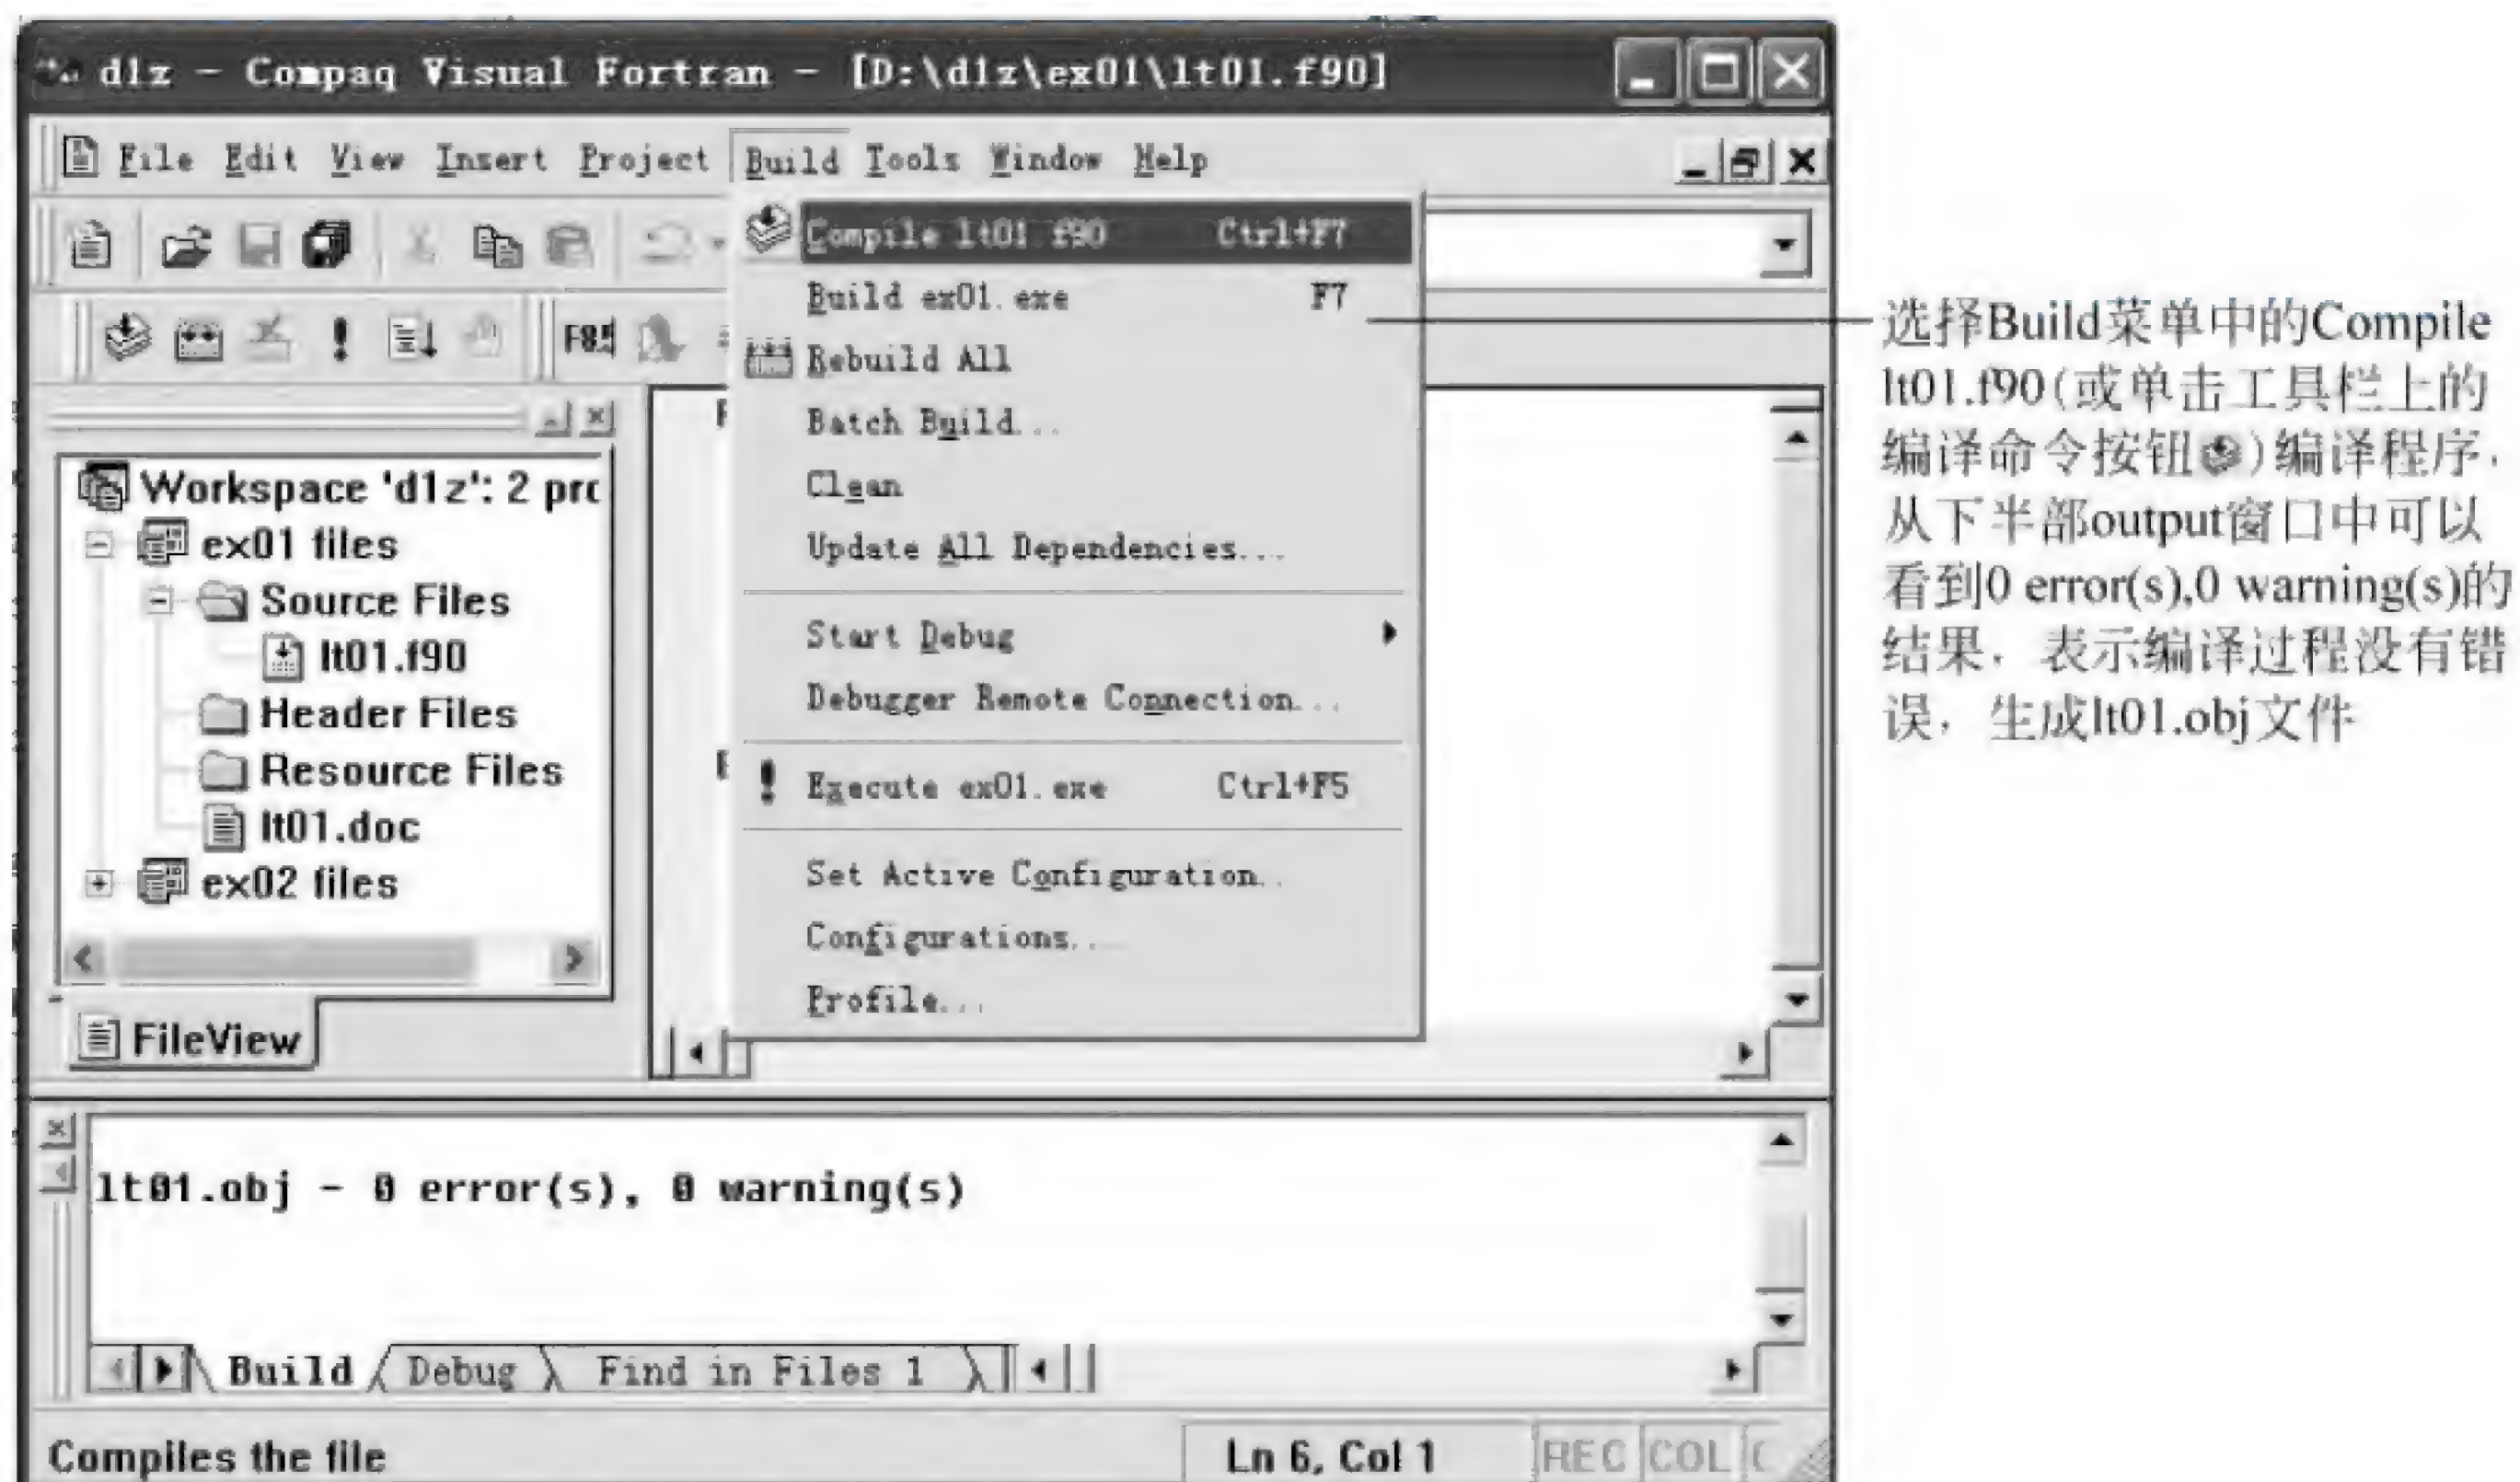 d1z - Compaq Visual Fortran - [D:\d1z\ex01\lt01.f90]
File Edit View Insert Project Build Tools Window Help
Compile lt01.f90 Ctrl+F7
Build ex01.exe F7
Rebuild All
Batch Build...
Clean
Update All Dependencies...
Start Debug
Debugger Remote Connection...
Execute ex01.exe Ctrl+F5
Set Active Configuration..
Configurations..
Profile...
Workspace 'd1z': 2 pro
ex01 files
Source Files
lt01.f90
Header Files
Resource Files
lt01.doc
ex02 files
FileView
lt01.obj - 0 error(s), 0 warning(s)
Build Debug Find in Files 1
Compiles the file Ln 6, Col 1 REC COL
选择Build菜单中的Compile
lt01.f90(或单击工具栏上的
编译命令按钮)编译程序，
从下半部output窗口中可以
看到0 error(s),0 warning(s)的
结果，表示编译过程没有错
误，生成lt01.obj文件